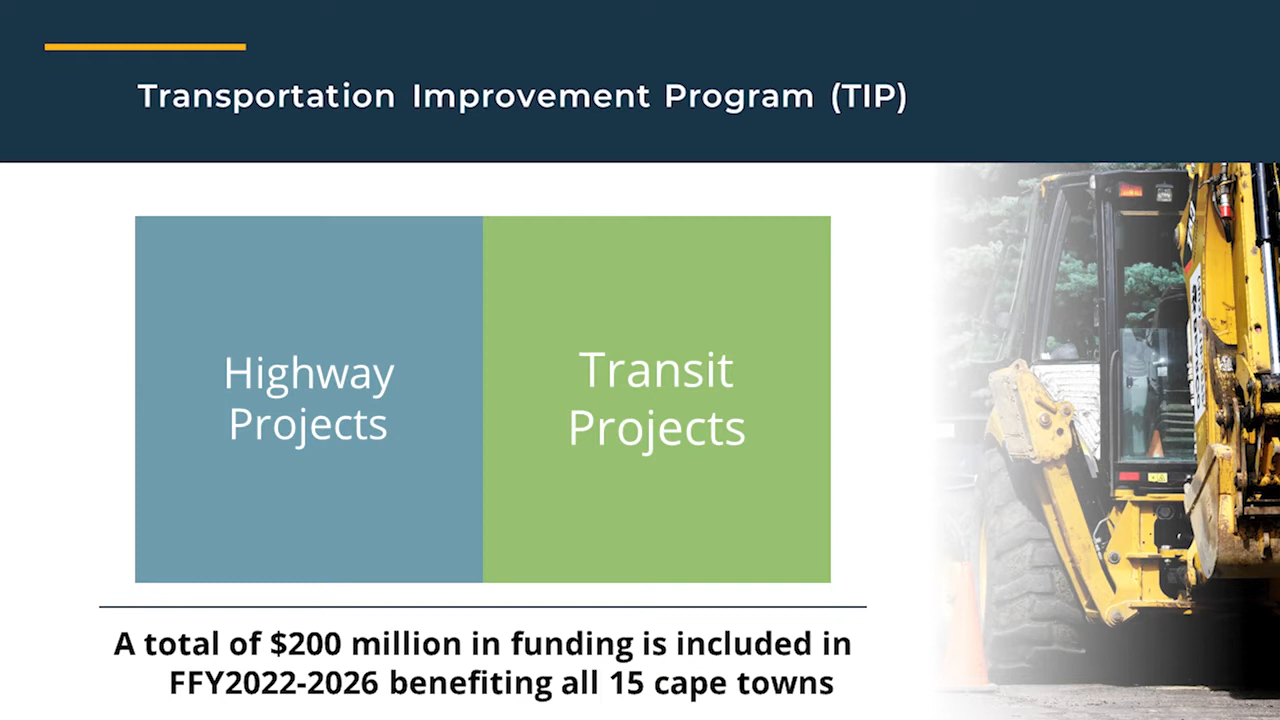 Transportation Improvement Program (TIP)
Highway
Projects
Transit
Projects
A total of $200 million in funding is included in
FFY2022-2026 benefiting all 15 cape towns